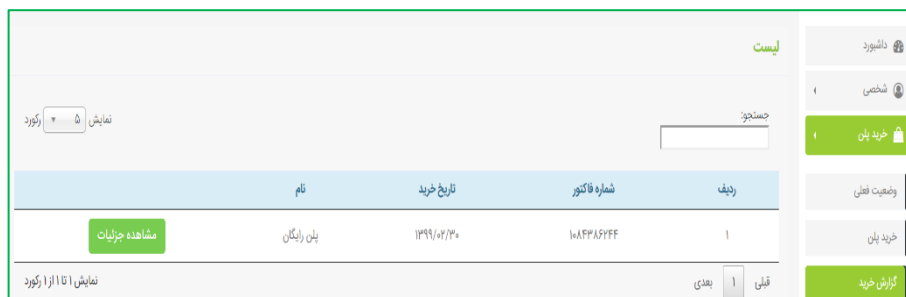 داشبورد
شخصی
خرید پلن
وضعیت فعلی
خرید پلن
گزارش خرید
لیست
جستجو:
نمایش ۵ رکورد
ردیف شماره فاکتور تاریخ خرید نام
۱ ۱۰۸۴۳۸۶۲۴۴ ۱۳۹۹/۰۲/۳۰ پلن رایگان مشاهده جزئیات
قبلی ۱ بعدی
نمایش ۱ تا ۱ از ۱ رکورد